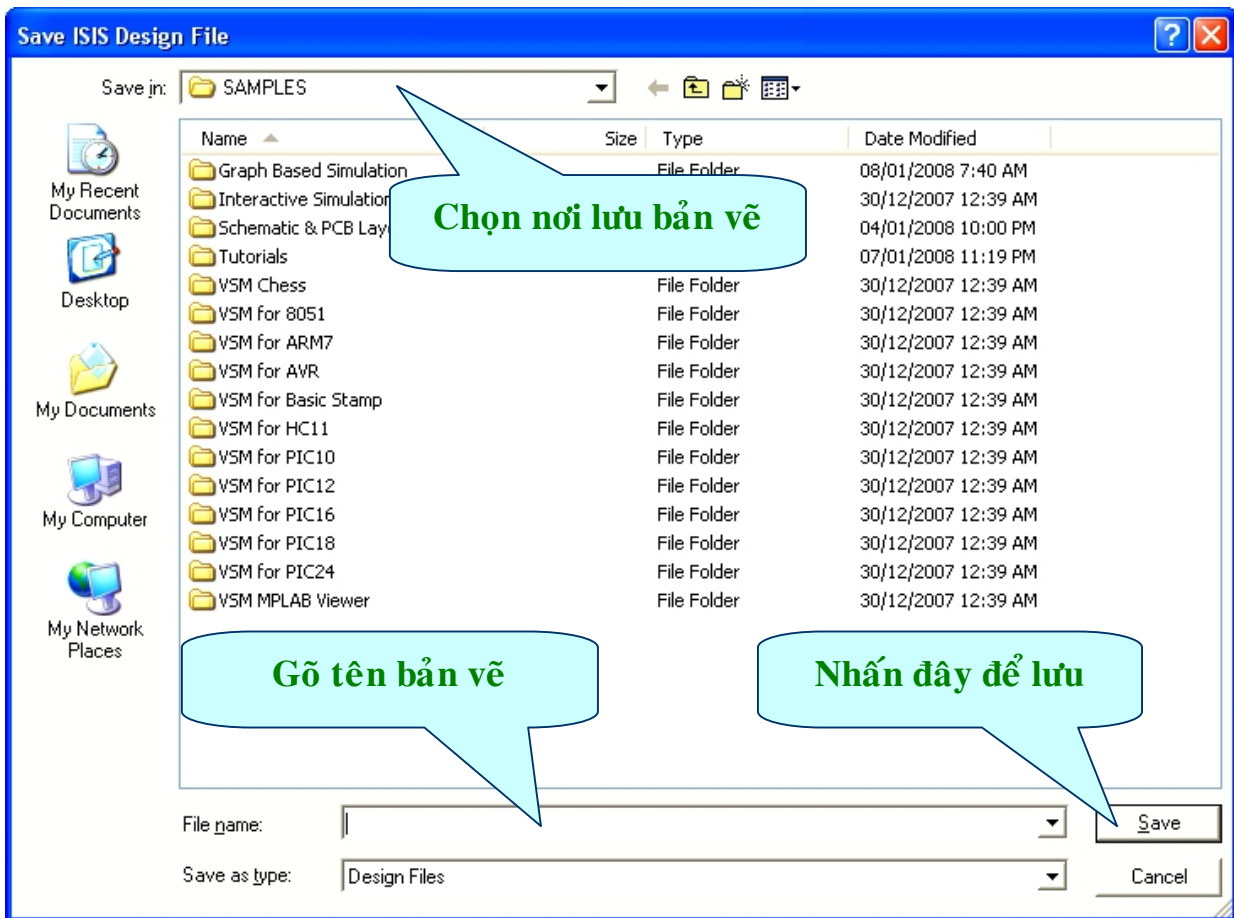 Save ISIS Design File
Save in: SAMPLES
Name Size Type Date Modified
Graph Based Simulation File Folder 08/01/2008 7:40 AM
Interactive Simulation 30/12/2007 12:39 AM
Schematic & PCB Lay 04/01/2008 10:00 PM
Tutorials 07/01/2008 11:19 PM
VSM Chess File Folder 30/12/2007 12:39 AM
VSM for 8051 File Folder 30/12/2007 12:39 AM
VSM for ARM7 File Folder 30/12/2007 12:39 AM
VSM for AVR File Folder 30/12/2007 12:39 AM
VSM for Basic Stamp File Folder 30/12/2007 12:39 AM
VSM for HC11 File Folder 30/12/2007 12:39 AM
VSM for PIC10 File Folder 30/12/2007 12:39 AM
VSM for PIC12 File Folder 30/12/2007 12:39 AM
VSM for PIC16 File Folder 30/12/2007 12:39 AM
VSM for PIC18 File Folder 30/12/2007 12:39 AM
VSM for PIC24 File Folder 30/12/2007 12:39 AM
VSM MPLAB Viewer File Folder 30/12/2007 12:39 AM
Chọn nơi lưu bản vẽ
My Recent
Documents
Desktop
My Documents
My Computer
My Network
Places
Gõ tên bản vẽ
Nhấn đây để lưu
File name:
Save
Save as type: Design Files
Cancel